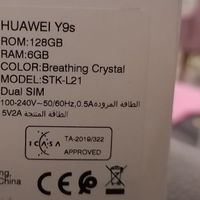 HUAWEI Y9s
ROM:128GB
RAM:6GB
COLOR:Breathing Crystal
MODEL:STK-L21
Dual SIM
100-240V~50/60Hz,0.5A الطاقة المزودة
5V2A الطاقة المنتجة
ICASA
TA-2019/322
APPROVED
China